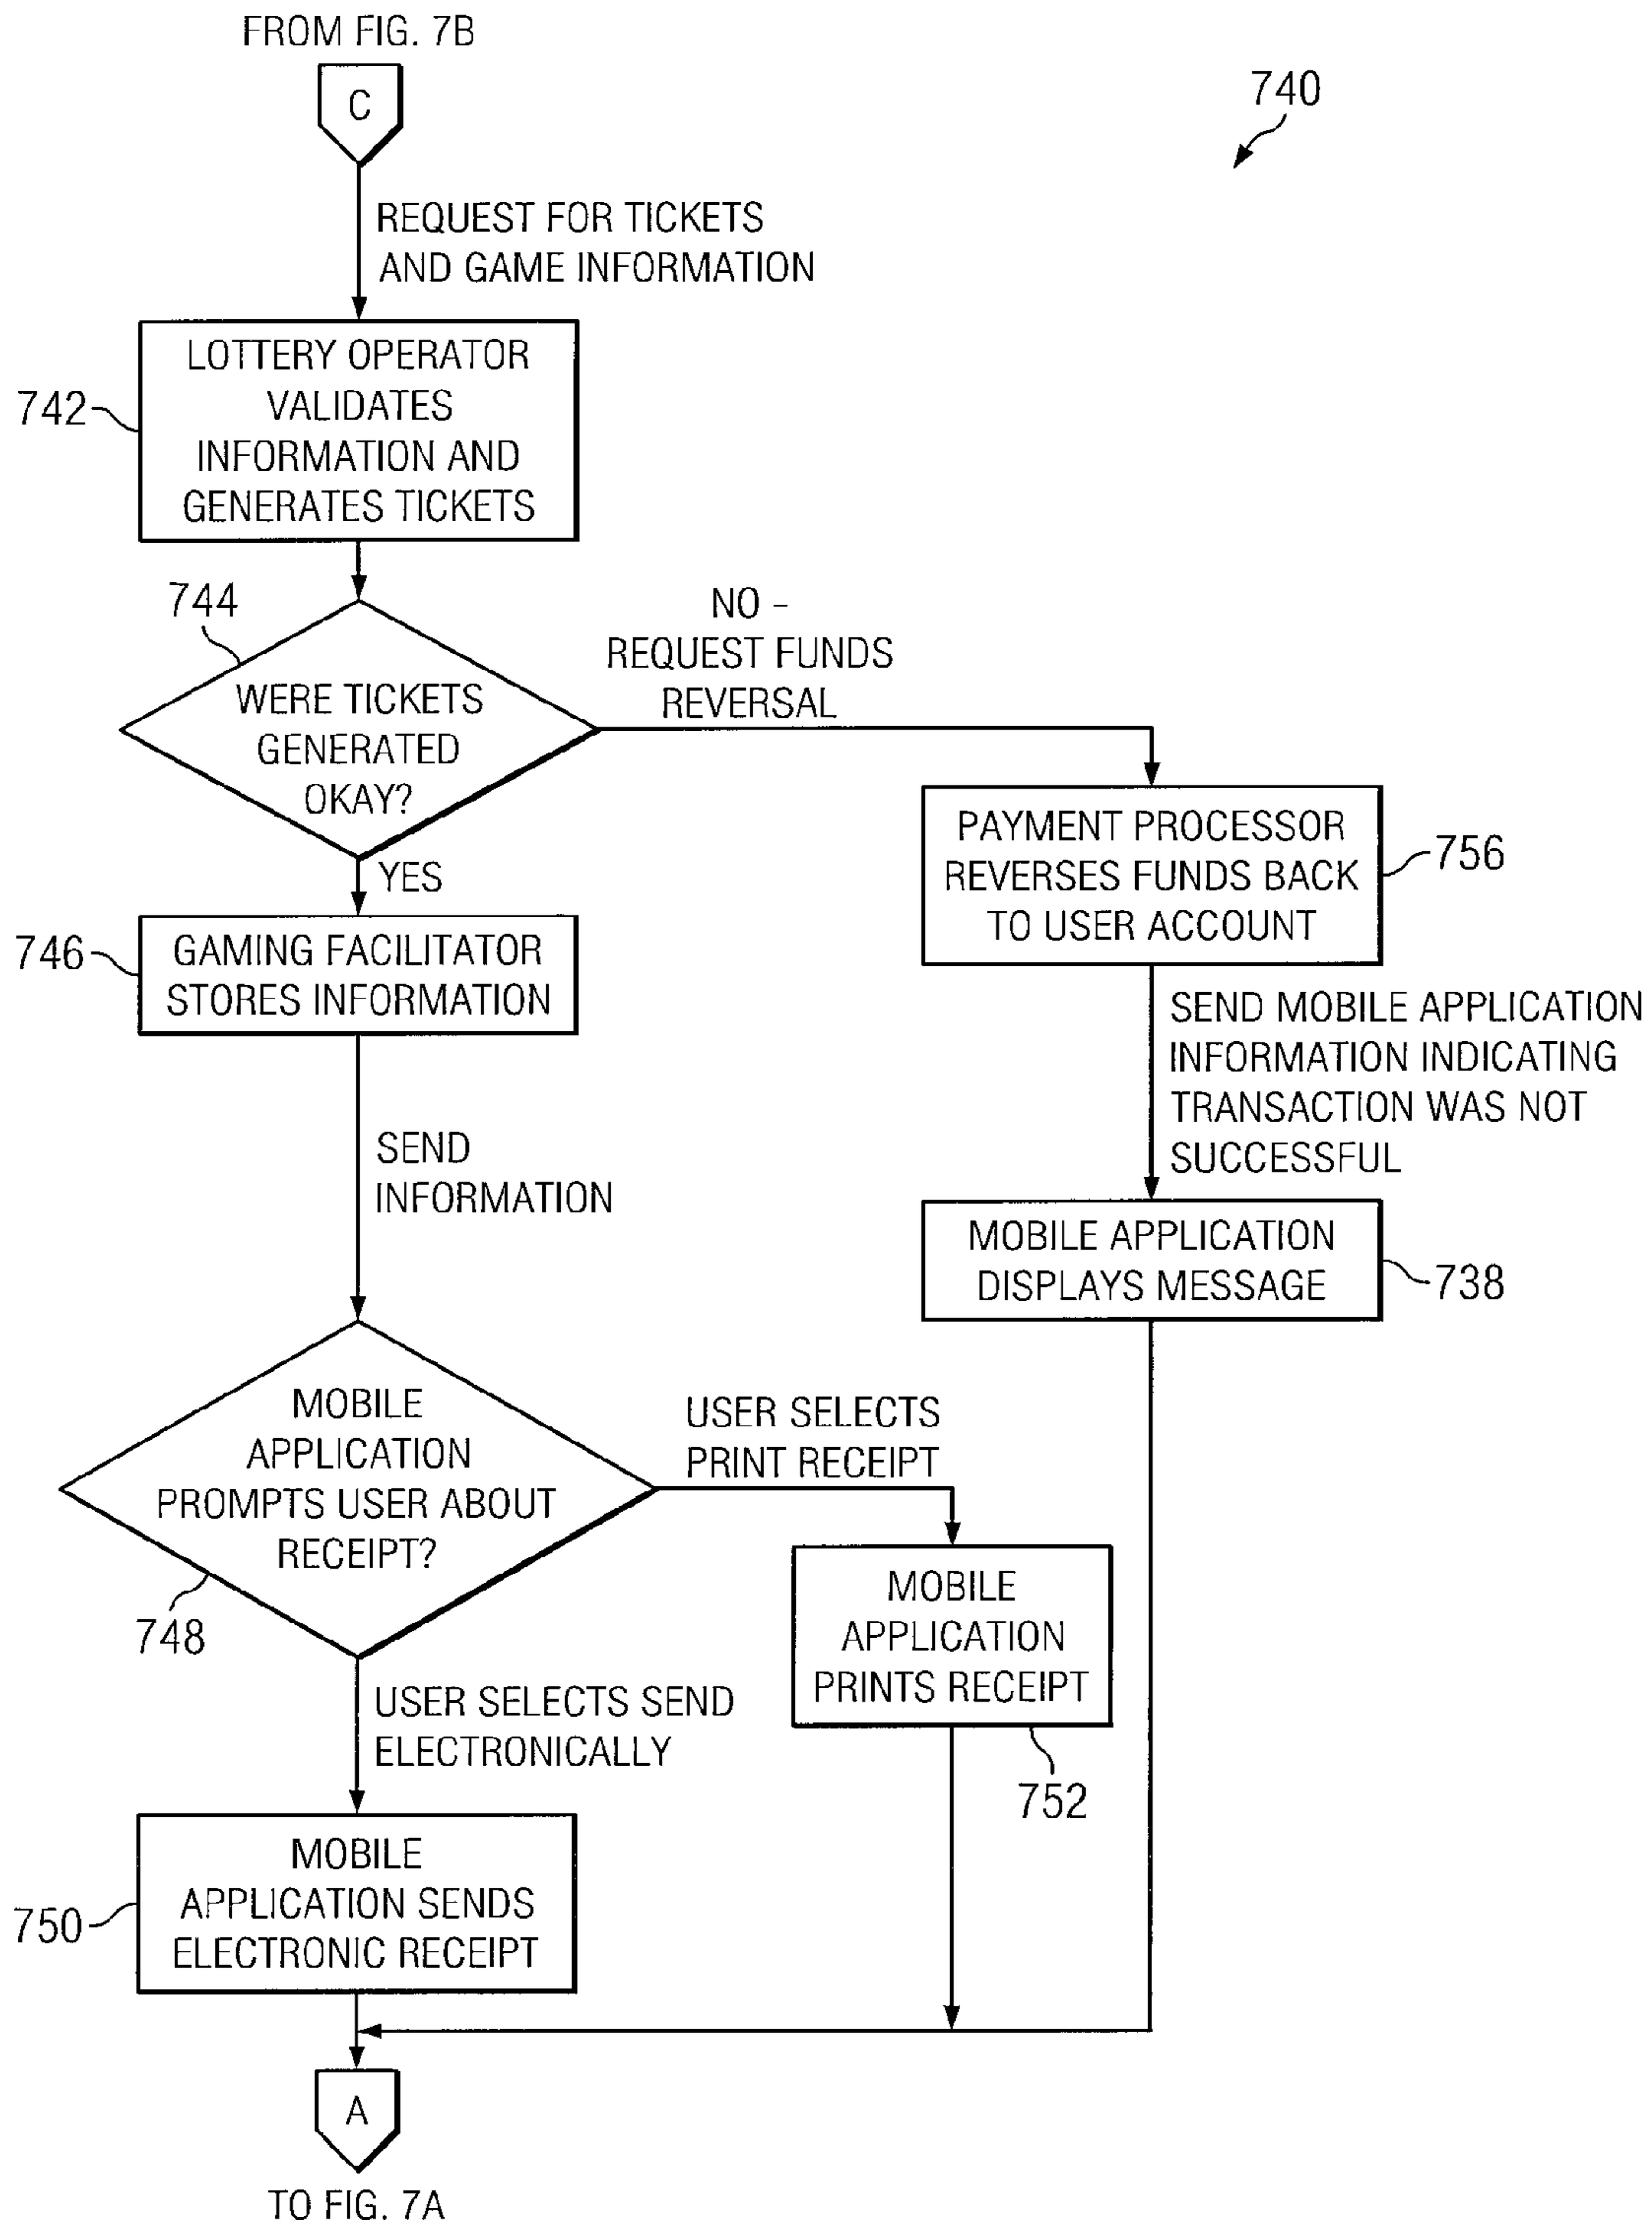 FROM FIG. 7B
C
740
REQUEST FOR TICKETS
AND GAME INFORMATION
742
LOTTERY OPERATOR
VALIDATES
INFORMATION AND
GENERATES TICKETS
744
WERE TICKETS
GENERATED
OKAY?
NO -
REQUEST FUNDS
REVERSAL
YES
PAYMENT PROCESSOR
REVERSES FUNDS BACK
TO USER ACCOUNT
756
746
GAMING FACILITATOR
STORES INFORMATION
SEND MOBILE APPLICATION
INFORMATION INDICATING
TRANSACTION WAS NOT
SUCCESSFUL
SEND
INFORMATION
MOBILE APPLICATION
DISPLAYS MESSAGE
738
MOBILE
APPLICATION
PROMPTS USER ABOUT
RECEIPT?
748
USER SELECTS
PRINT RECEIPT
MOBILE
APPLICATION
PRINTS RECEIPT
752
USER SELECTS SEND
ELECTRONICALLY
750
MOBILE
APPLICATION SENDS
ELECTRONIC RECEIPT
A
TO FIG. 7A